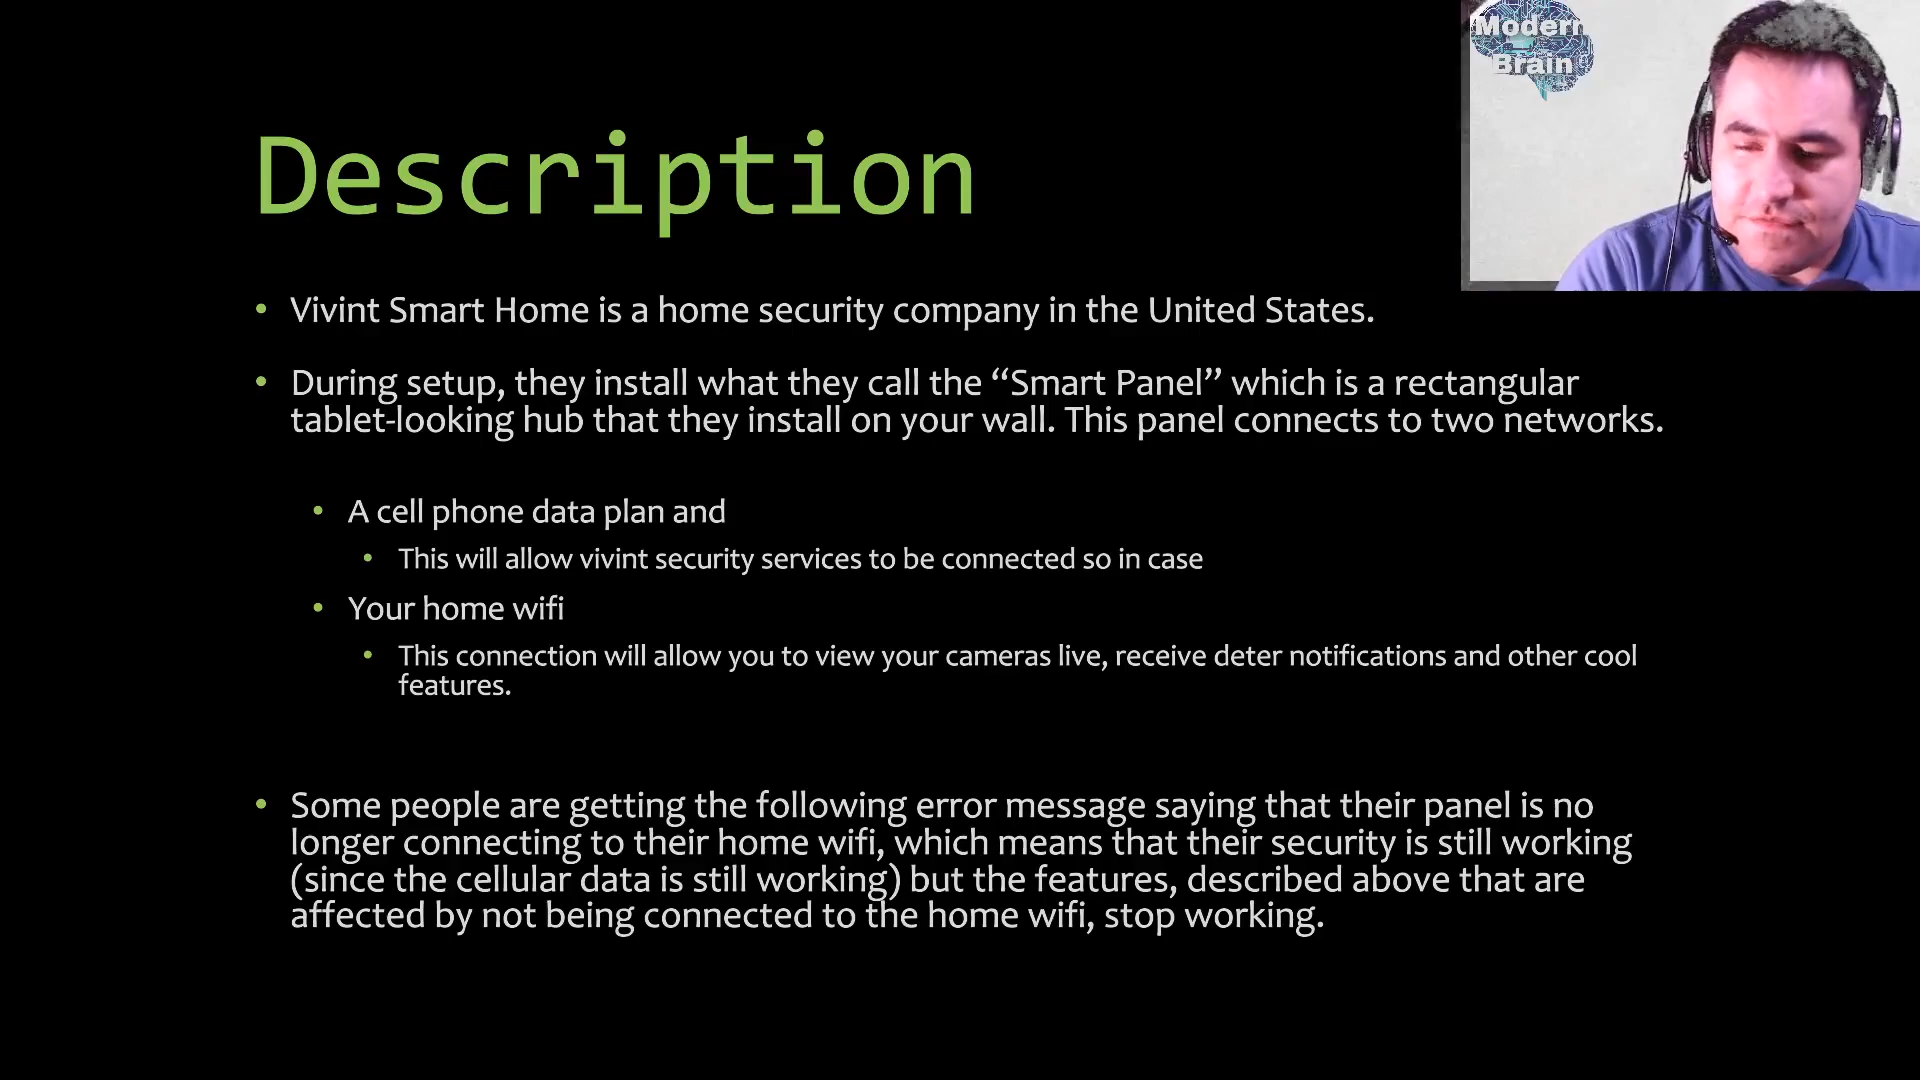 Modern
Brain
Description
• Vivint Smart Home is a home security company in the United States.
• During setup, they install what they call the “Smart Panel” which is a rectangular
tablet-looking hub that they install on your wall. This panel connects to two networks.
• A cell phone data plan and
• This will allow vivint security services to be connected so in case
• Your home wifi
• This connection will allow you to view your cameras live, receive deter notifications and other cool
features.
• Some people are getting the following error message saying that their panel is no
longer connecting to their home wifi, which means that their security is still working
(since the cellular data is still working) but the features, described above that are
affected by not being connected to the home wifi, stop working.